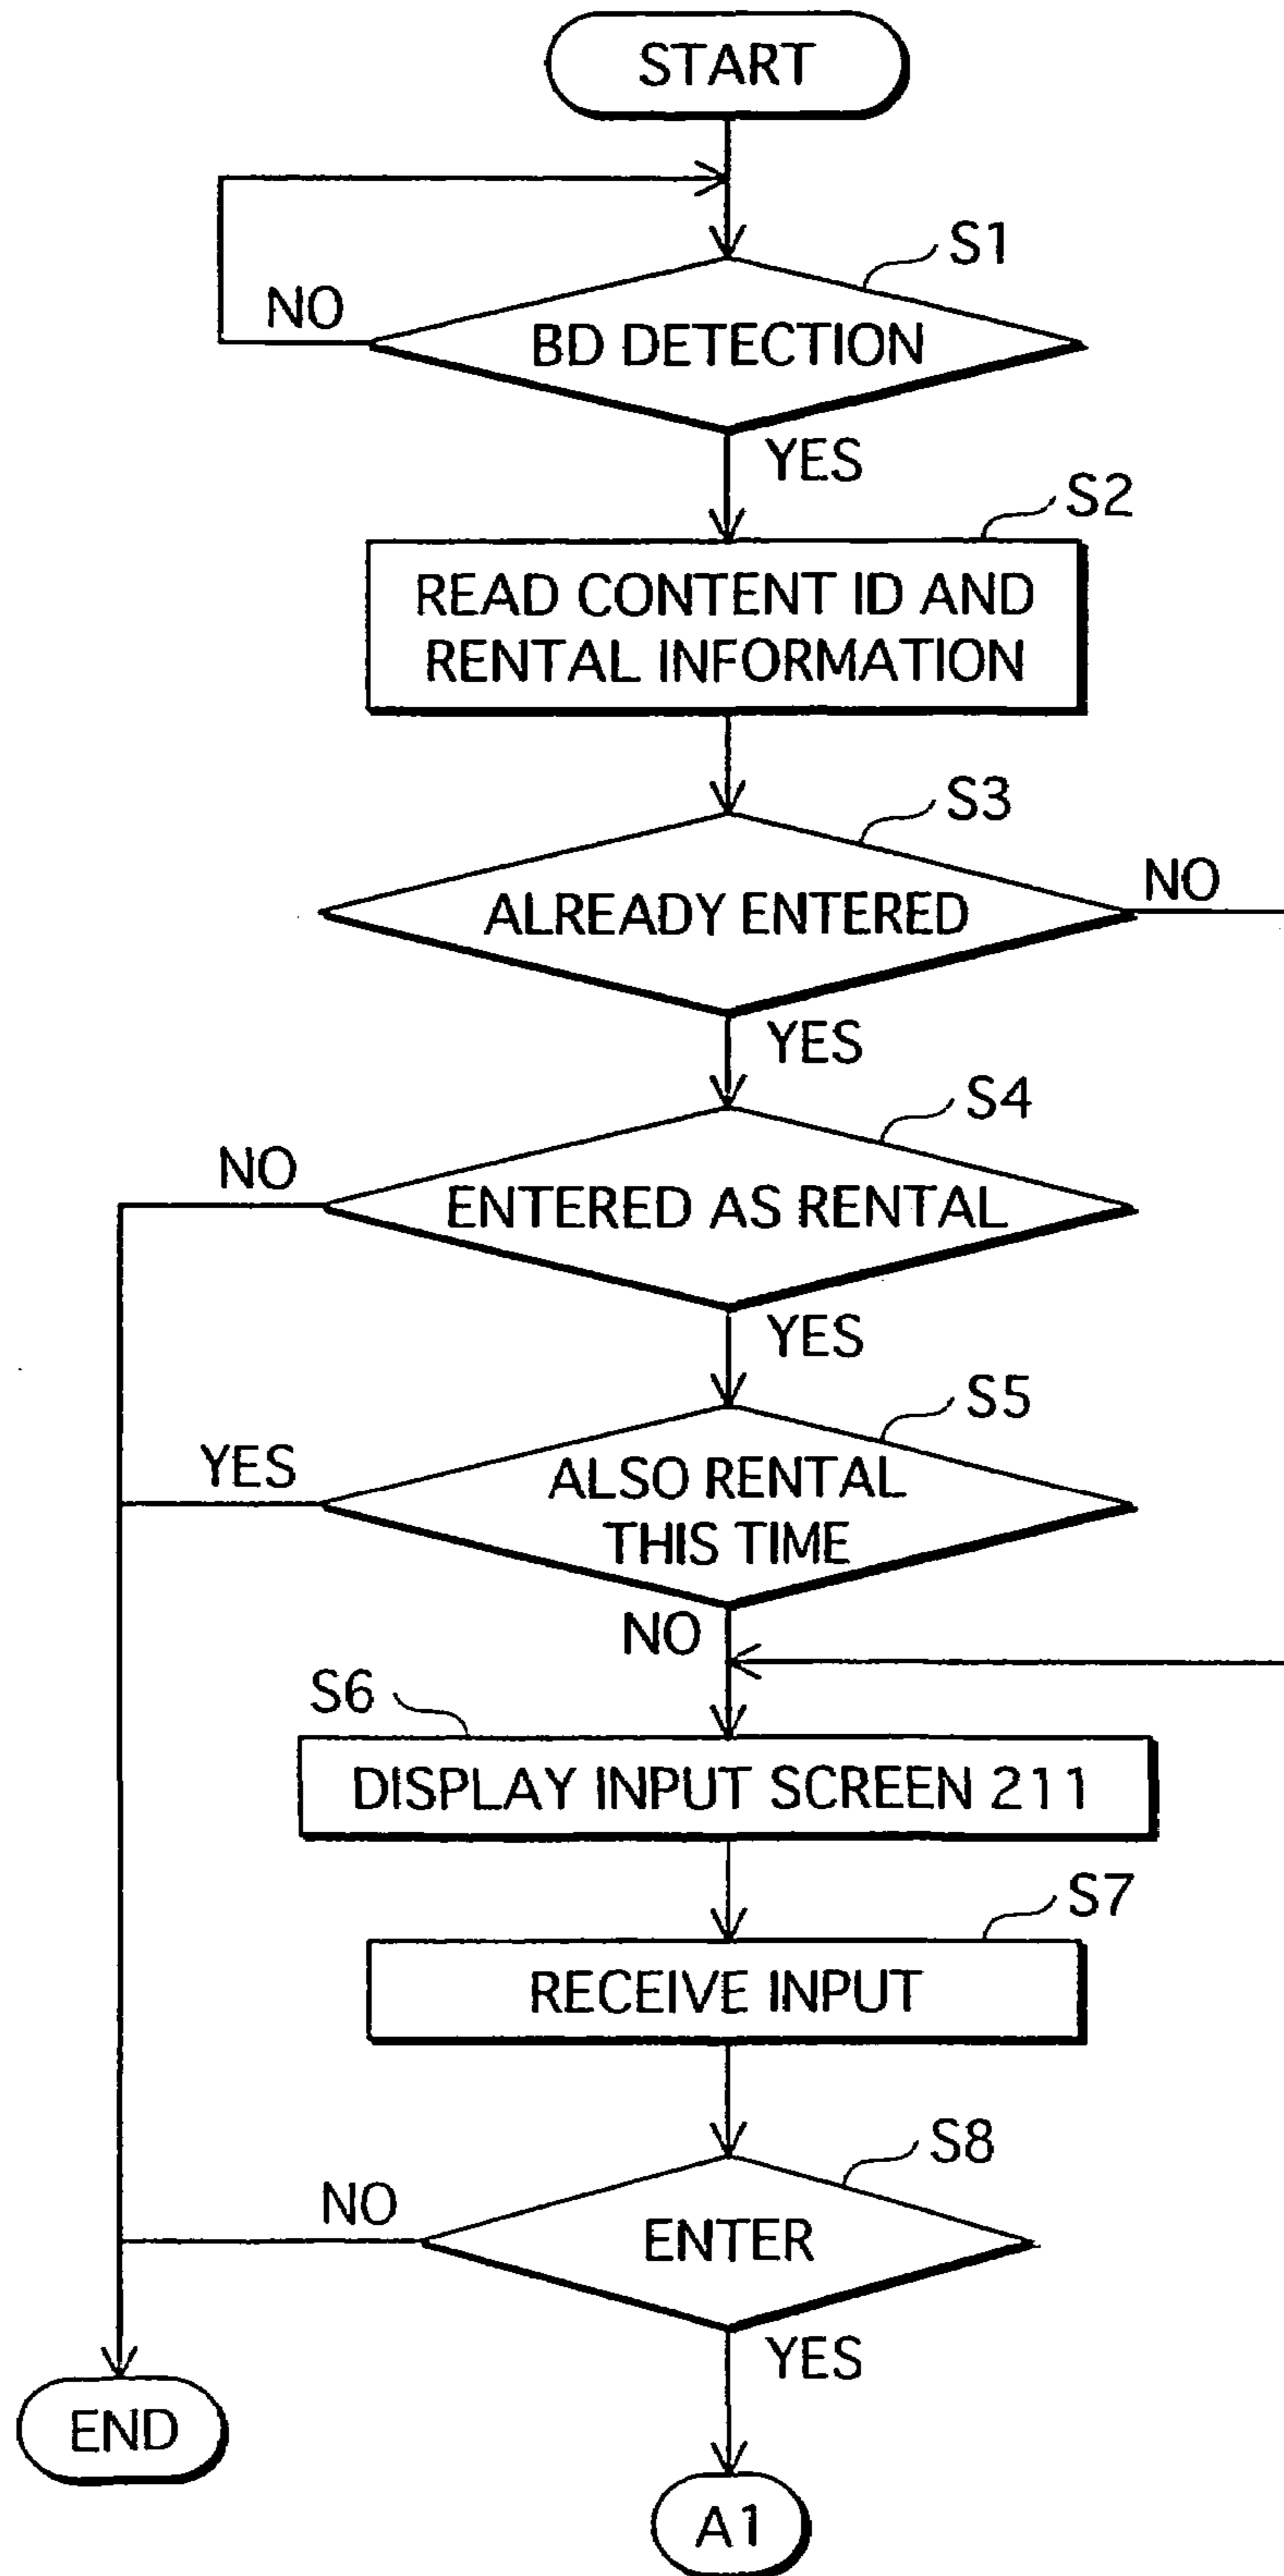 START
S1
NO
BD DETECTION
YES
S2
READ CONTENT ID AND
RENTAL INFORMATION
S3
NO
ALREADY ENTERED
YES
S4
NO
ENTERED AS RENTAL
YES
S5
YES
ALSO RENTAL
THIS TIME
NO
S6
DISPLAY INPUT SCREEN 211
S7
RECEIVE INPUT
S8
NO
ENTER
YES
END
A1